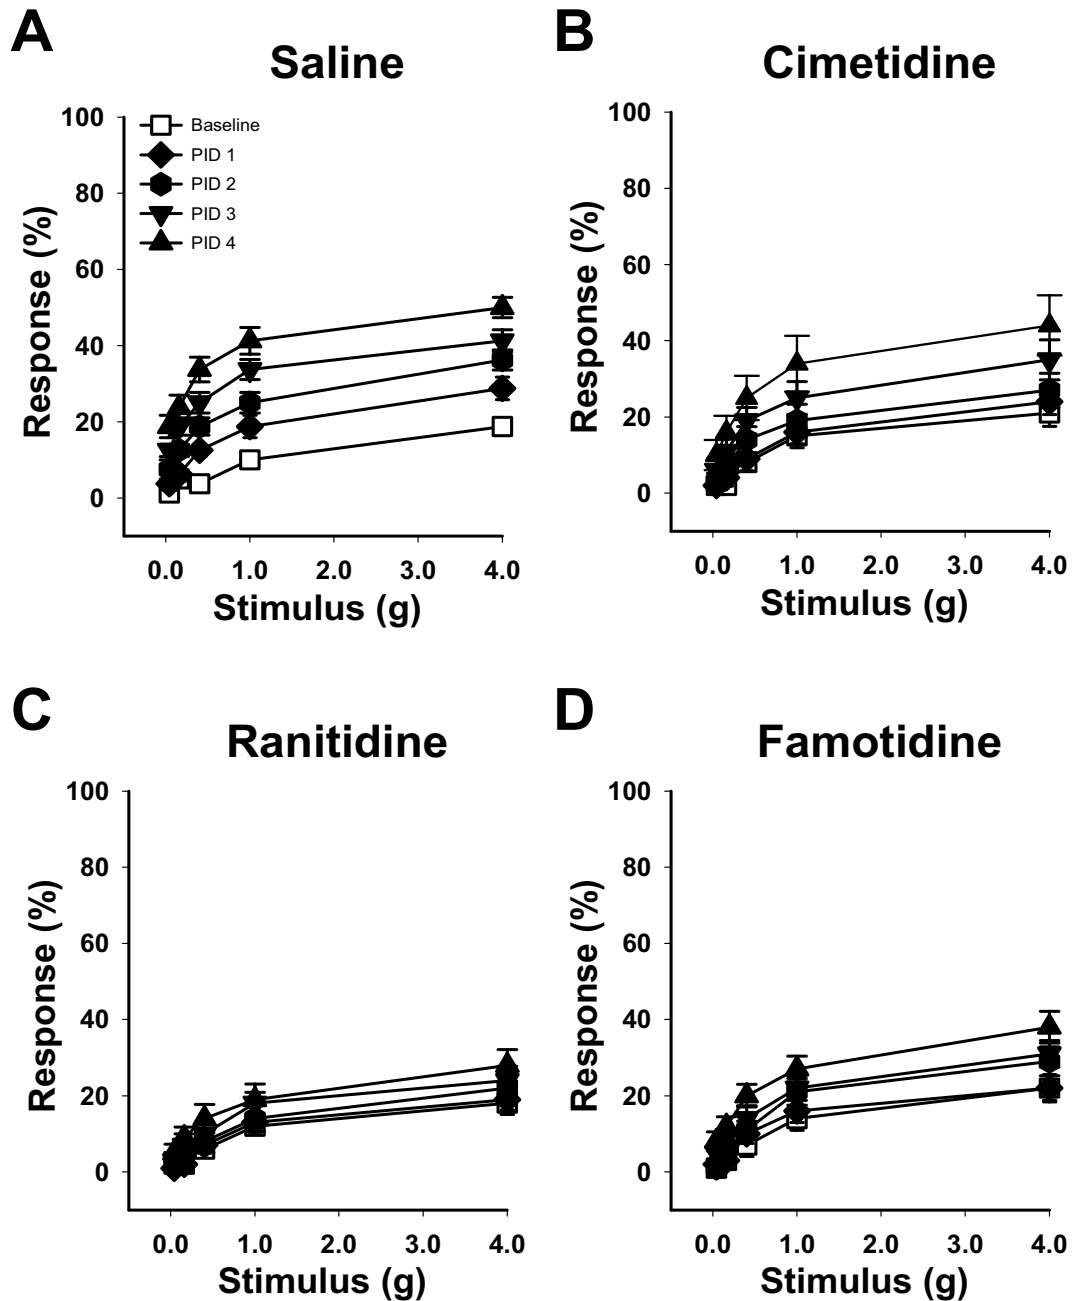 A
Saline
100
80
60
40
20
0
Response (%)
Baseline
PID 1
PID 2
PID 3
PID 4
0.0 1.0 2.0 3.0 4.0
Stimulus (g)
B
Cimetidine
100
80
60
40
20
0
Response (%)
0.0 1.0 2.0 3.0 4.0
Stimulus (g)
C
Ranitidine
100
80
60
40
20
0
Response (%)
0.0 1.0 2.0 3.0 4.0
Stimulus (g)
D
Famotidine
100
80
60
40
20
0
Response (%)
0.0 1.0 2.0 3.0 4.0
Stimulus (g)